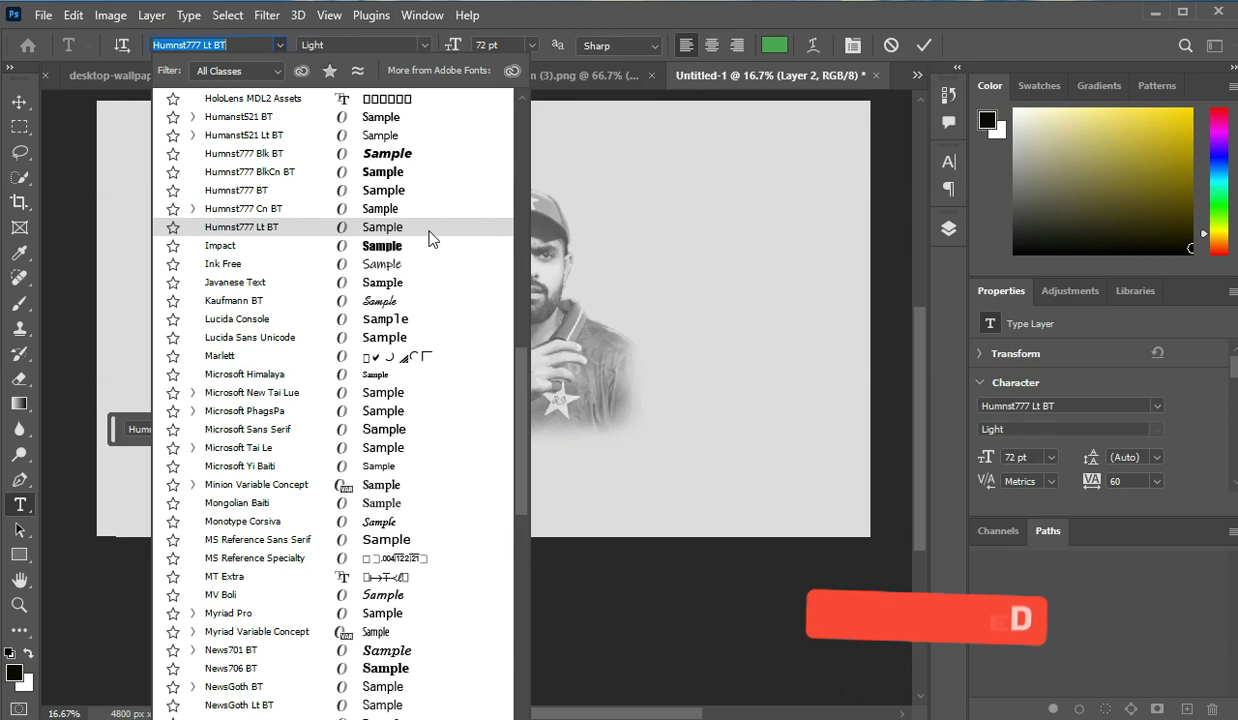 Ps File Edit Image Layer Type Select Filter 3D View Plugins Window Help
Humnst777 Lt BT Light 72 pt Sharp
desktop-wallpap
n (3).png @ 66.7% (...
Untitled-1 @ 16.7% (Layer 2, RGB/8) *
Filter: All Classes More from Adobe Fonts:
HoloLens MDL2 Assets
Humanst521 BT Sample
Humanst521 Lt BT Sample
Humnst777 Blk BT Sample
Humnst777 BlkCn BT Sample
Humnst777 BT Sample
Humnst777 Cn BT Sample
Humnst777 Lt BT Sample
Impact Sample
Ink Free Sample
Javanese Text Sample
Kaufmann BT Sample
Lucida Console Sample
Lucida Sans Unicode Sample
Marlett
Microsoft Himalaya Sample
Microsoft New Tai Lue Sample
Microsoft PhagsPa Sample
Microsoft Sans Serif Sample
Microsoft Tai Le Sample
Microsoft Yi Baiti Sample
Minion Variable Concept Sample
Mongolian Baiti Sample
Monotype Corsiva Sample
MS Reference Sans Serif Sample
MS Reference Specialty
MT Extra
MV Boli Sample
Myriad Pro Sample
Myriad Variable Concept Sample
News701 BT Sample
News706 BT Sample
NewsGoth BT Sample
NewsGoth Lt BT Sample
Humn
Color Swatches Gradients Patterns
Properties Adjustments Libraries
T Type Layer
Transform
Character
Humnst777 Lt BT
Light
72 pt (Auto)
Metrics 60
Channels Paths
ED
16.67% 4800 px